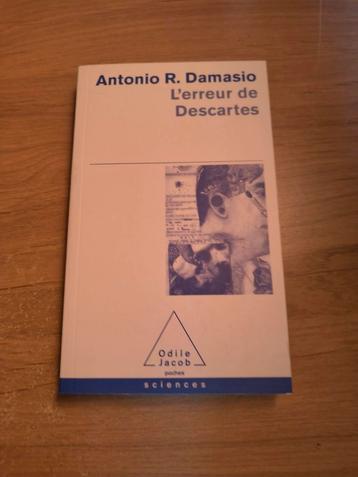 Antonio R. Damasio
L'erreur de
Descartes
Odile
Jacob
poches
sciences